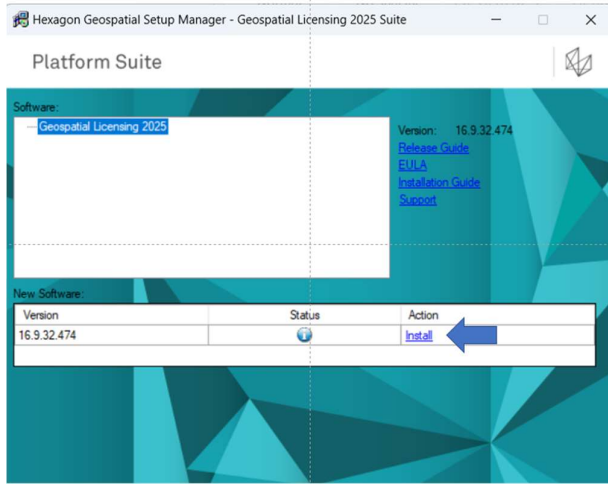 Hexagon Geospatial Setup Manager - Geospatial Licensing 2025 Suite
Platform Suite
Software:
Geospatial Licensing 2025
Version: 16.9.32.474
Release Guide
EULA
Installation Guide
Support
New Software:
Version Status Action
16.9.32.474 Install